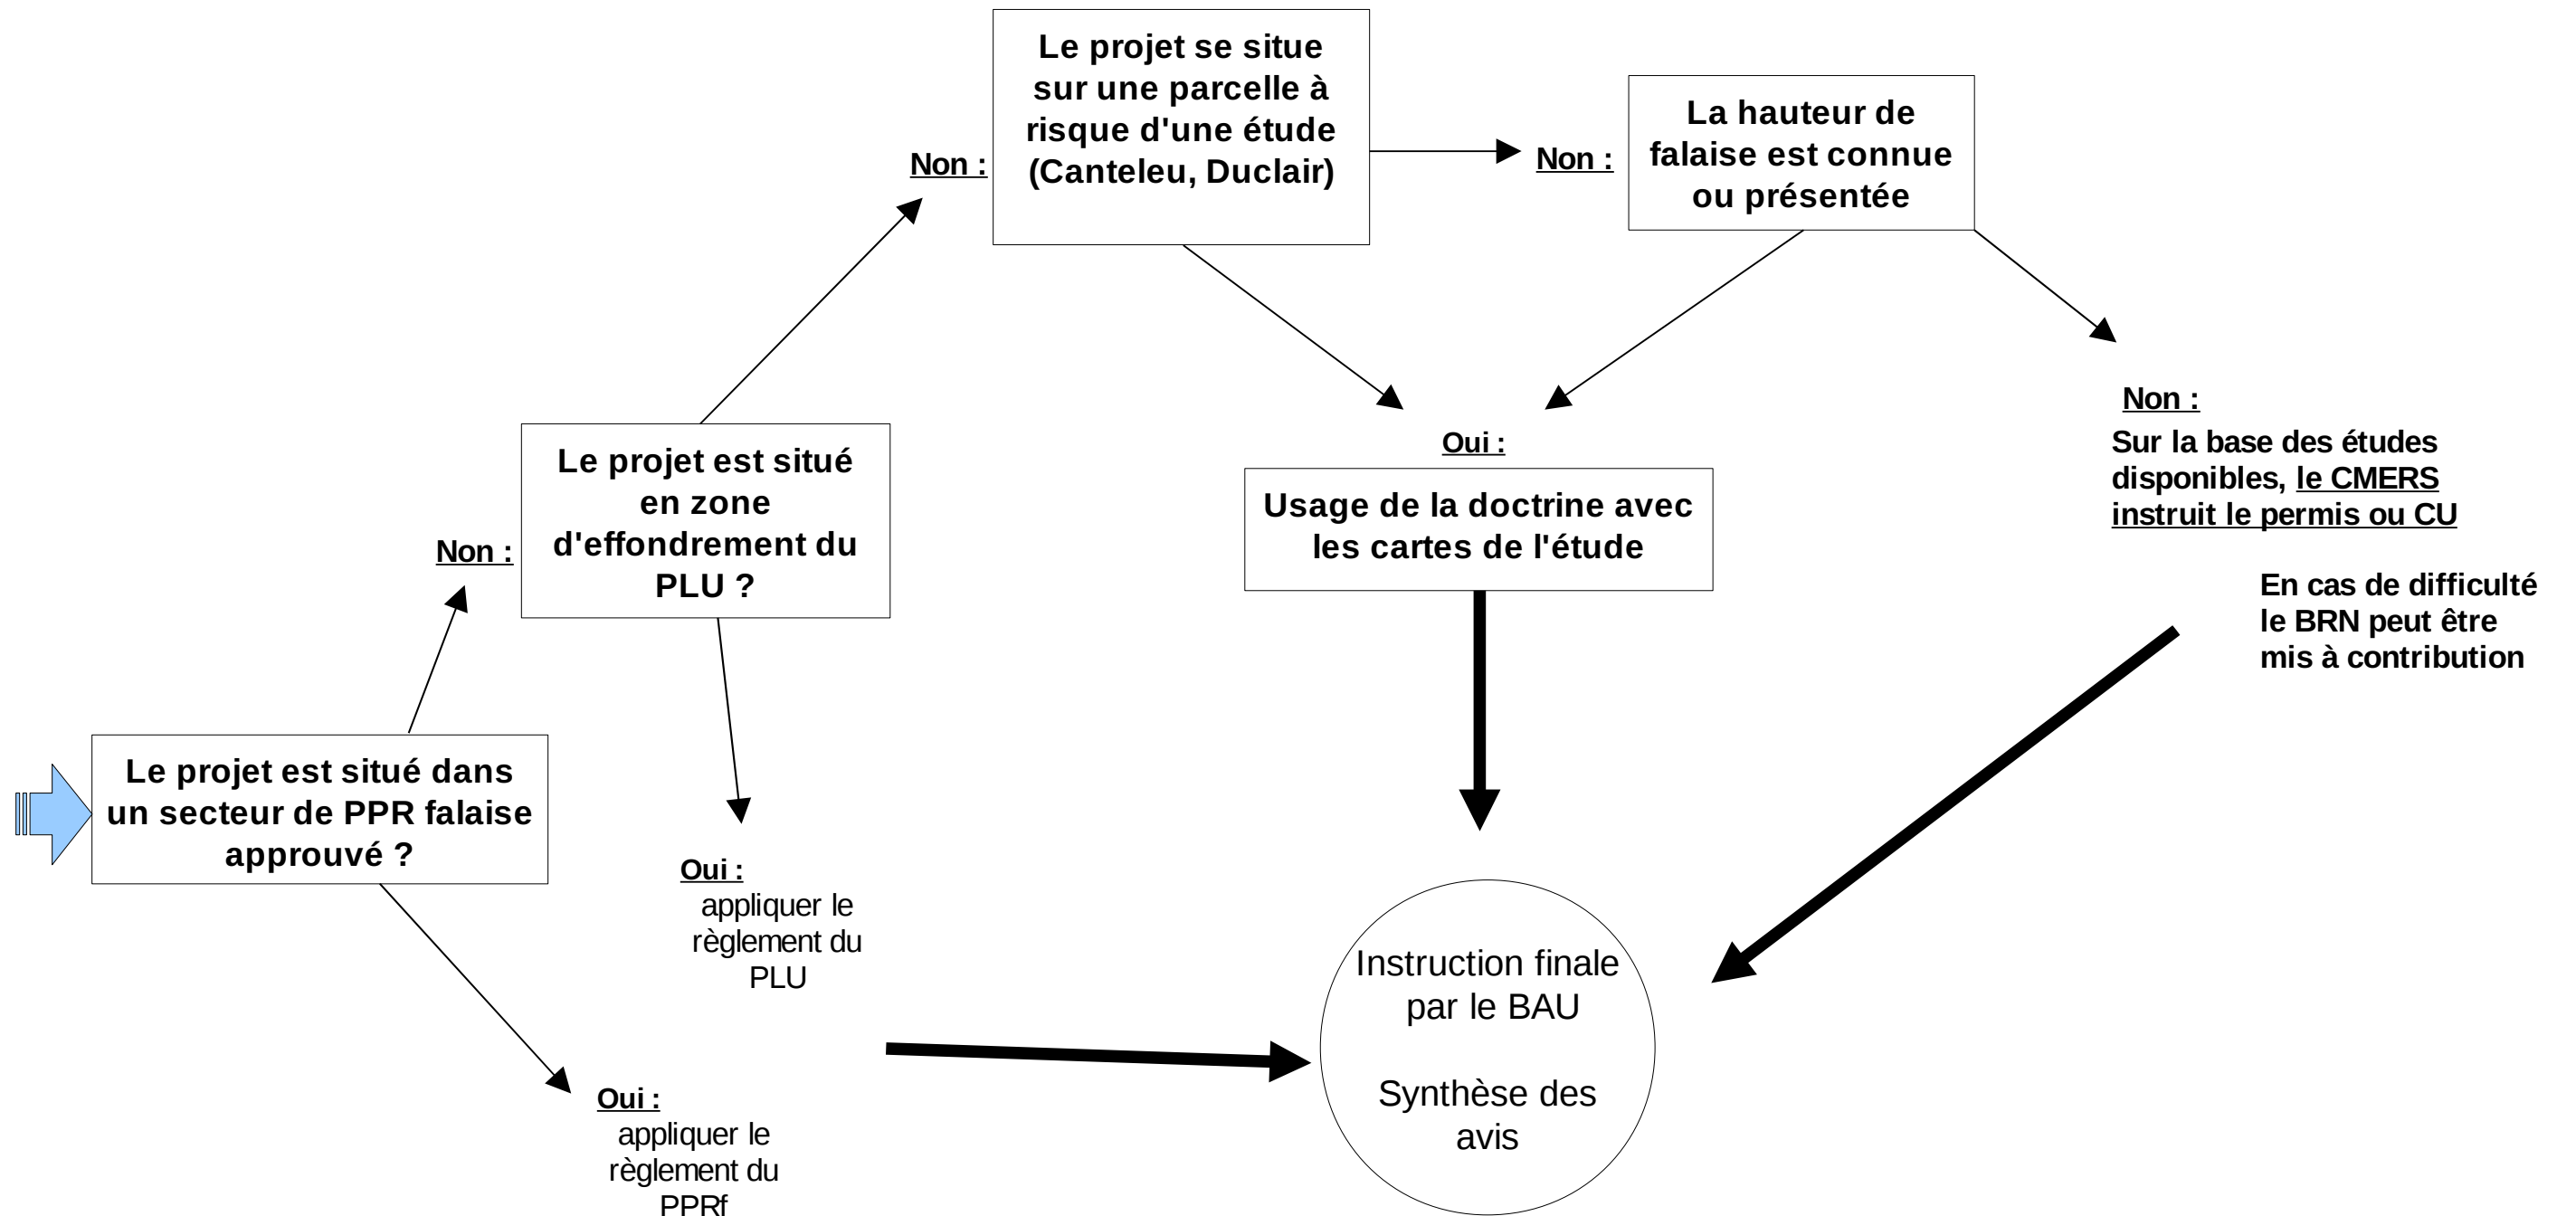 Le projet se situe
sur une parcelle à
risque d'une étude
(Canteleu, Duclair)
La hauteur de
falaise est connue
ou présentée
Non :
Non :
Non :
Sur la base des études
disponibles, le CMERS
instruit le permis ou CU
En cas de difficulté
le BRN peut être
mis à contribution
Oui :
Usage de la doctrine avec
les cartes de l'étude
Le projet est situé
en zone
d'effondrement du
PLU ?
Non :
Le projet est situé dans
un secteur de PPR falaise
approuvé ?
Oui :
appliquer le
règlement du
PLU
Oui :
appliquer le
règlement du
PPRf
Instruction finale
par le BAU
Synthèse des
avis